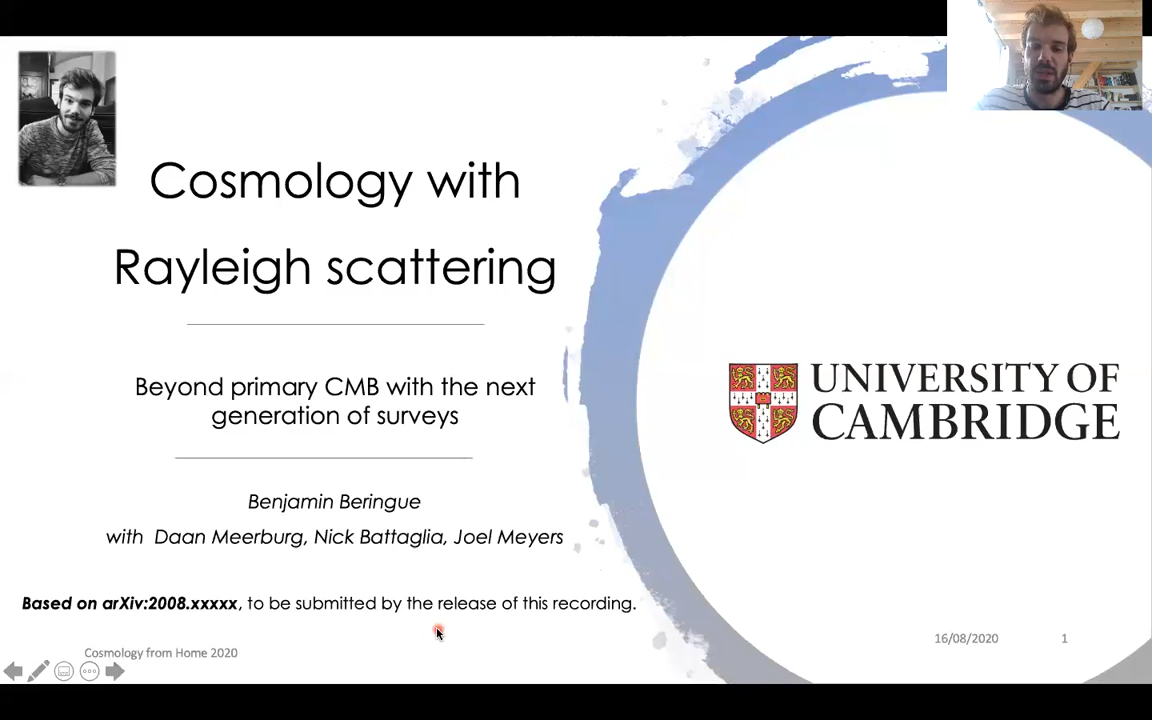 Cosmology with
Rayleigh scattering
Beyond primary CMB with the next
generation of surveys
Benjamin Beringue
with Daan Meerburg, Nick Battaglia, Joel Meyers
Based on arXiv:2008.xxxxx, to be submitted by the release of this recording.
Cosmology from Home 2020
UNIVERSITY OF
CAMBRIDGE
16/08/2020
1